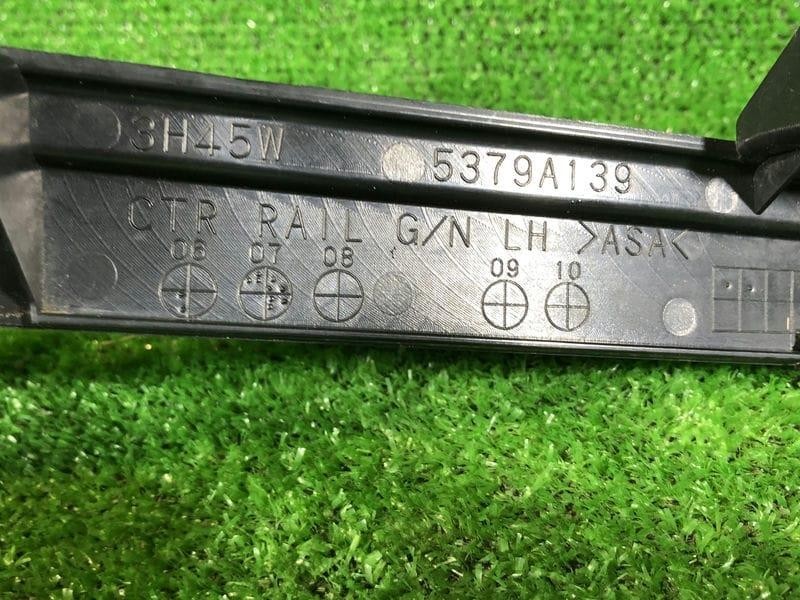 3H45W 5379A139
CTR RAIL G/N LH >ASA<
06 07 08 09 10